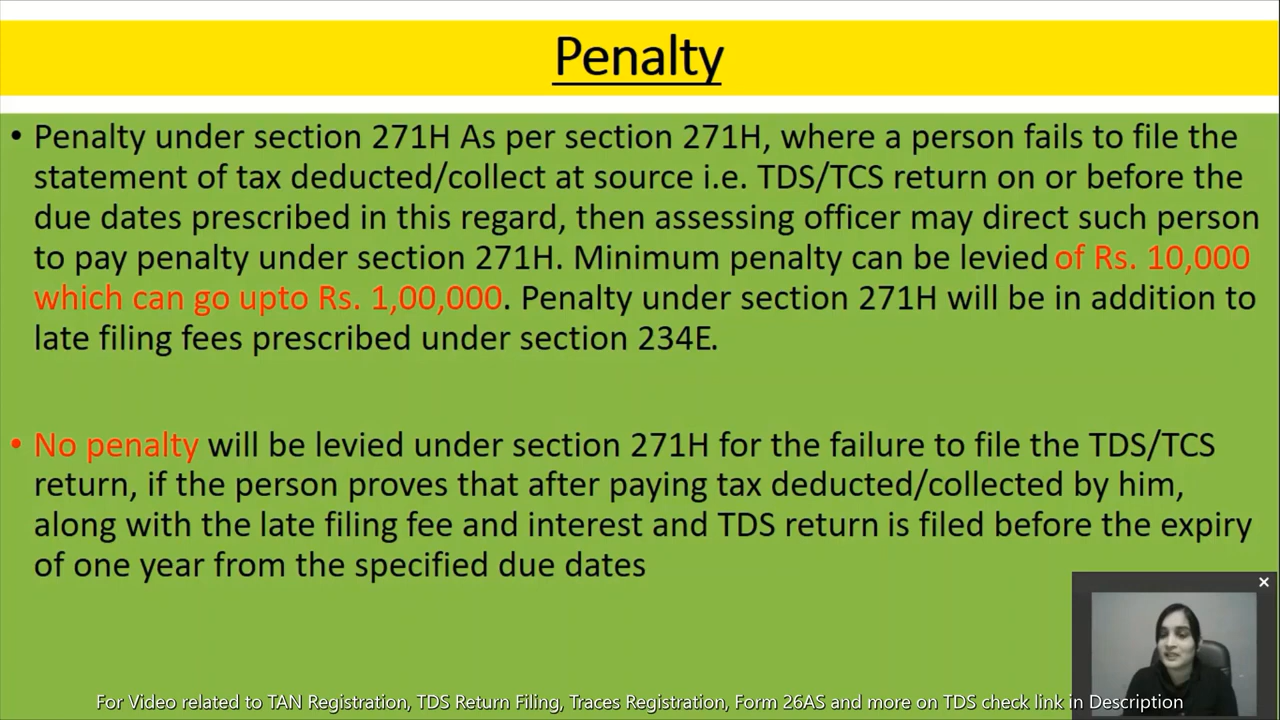 Penalty
• Penalty under section 271H As per section 271H, where a person fails to file the
statement of tax deducted/collect at source i.e. TDS/TCS return on or before the
due dates prescribed in this regard, then assessing officer may direct such person
to pay penalty under section 271H. Minimum penalty can be levied of Rs. 10,000
which can go upto Rs. 1,00,000. Penalty under section 271H will be in addition to
late filing fees prescribed under section 234E.
• No penalty will be levied under section 271H for the failure to file the TDS/TCS
return, if the person proves that after paying tax deducted/collected by him,
along with the late filing fee and interest and TDS return is filed before the expiry
of one year from the specified due dates
For Video related to TAN Registration, TDS Return Filing, Traces Registration, Form 26AS and more on TDS check link in Description